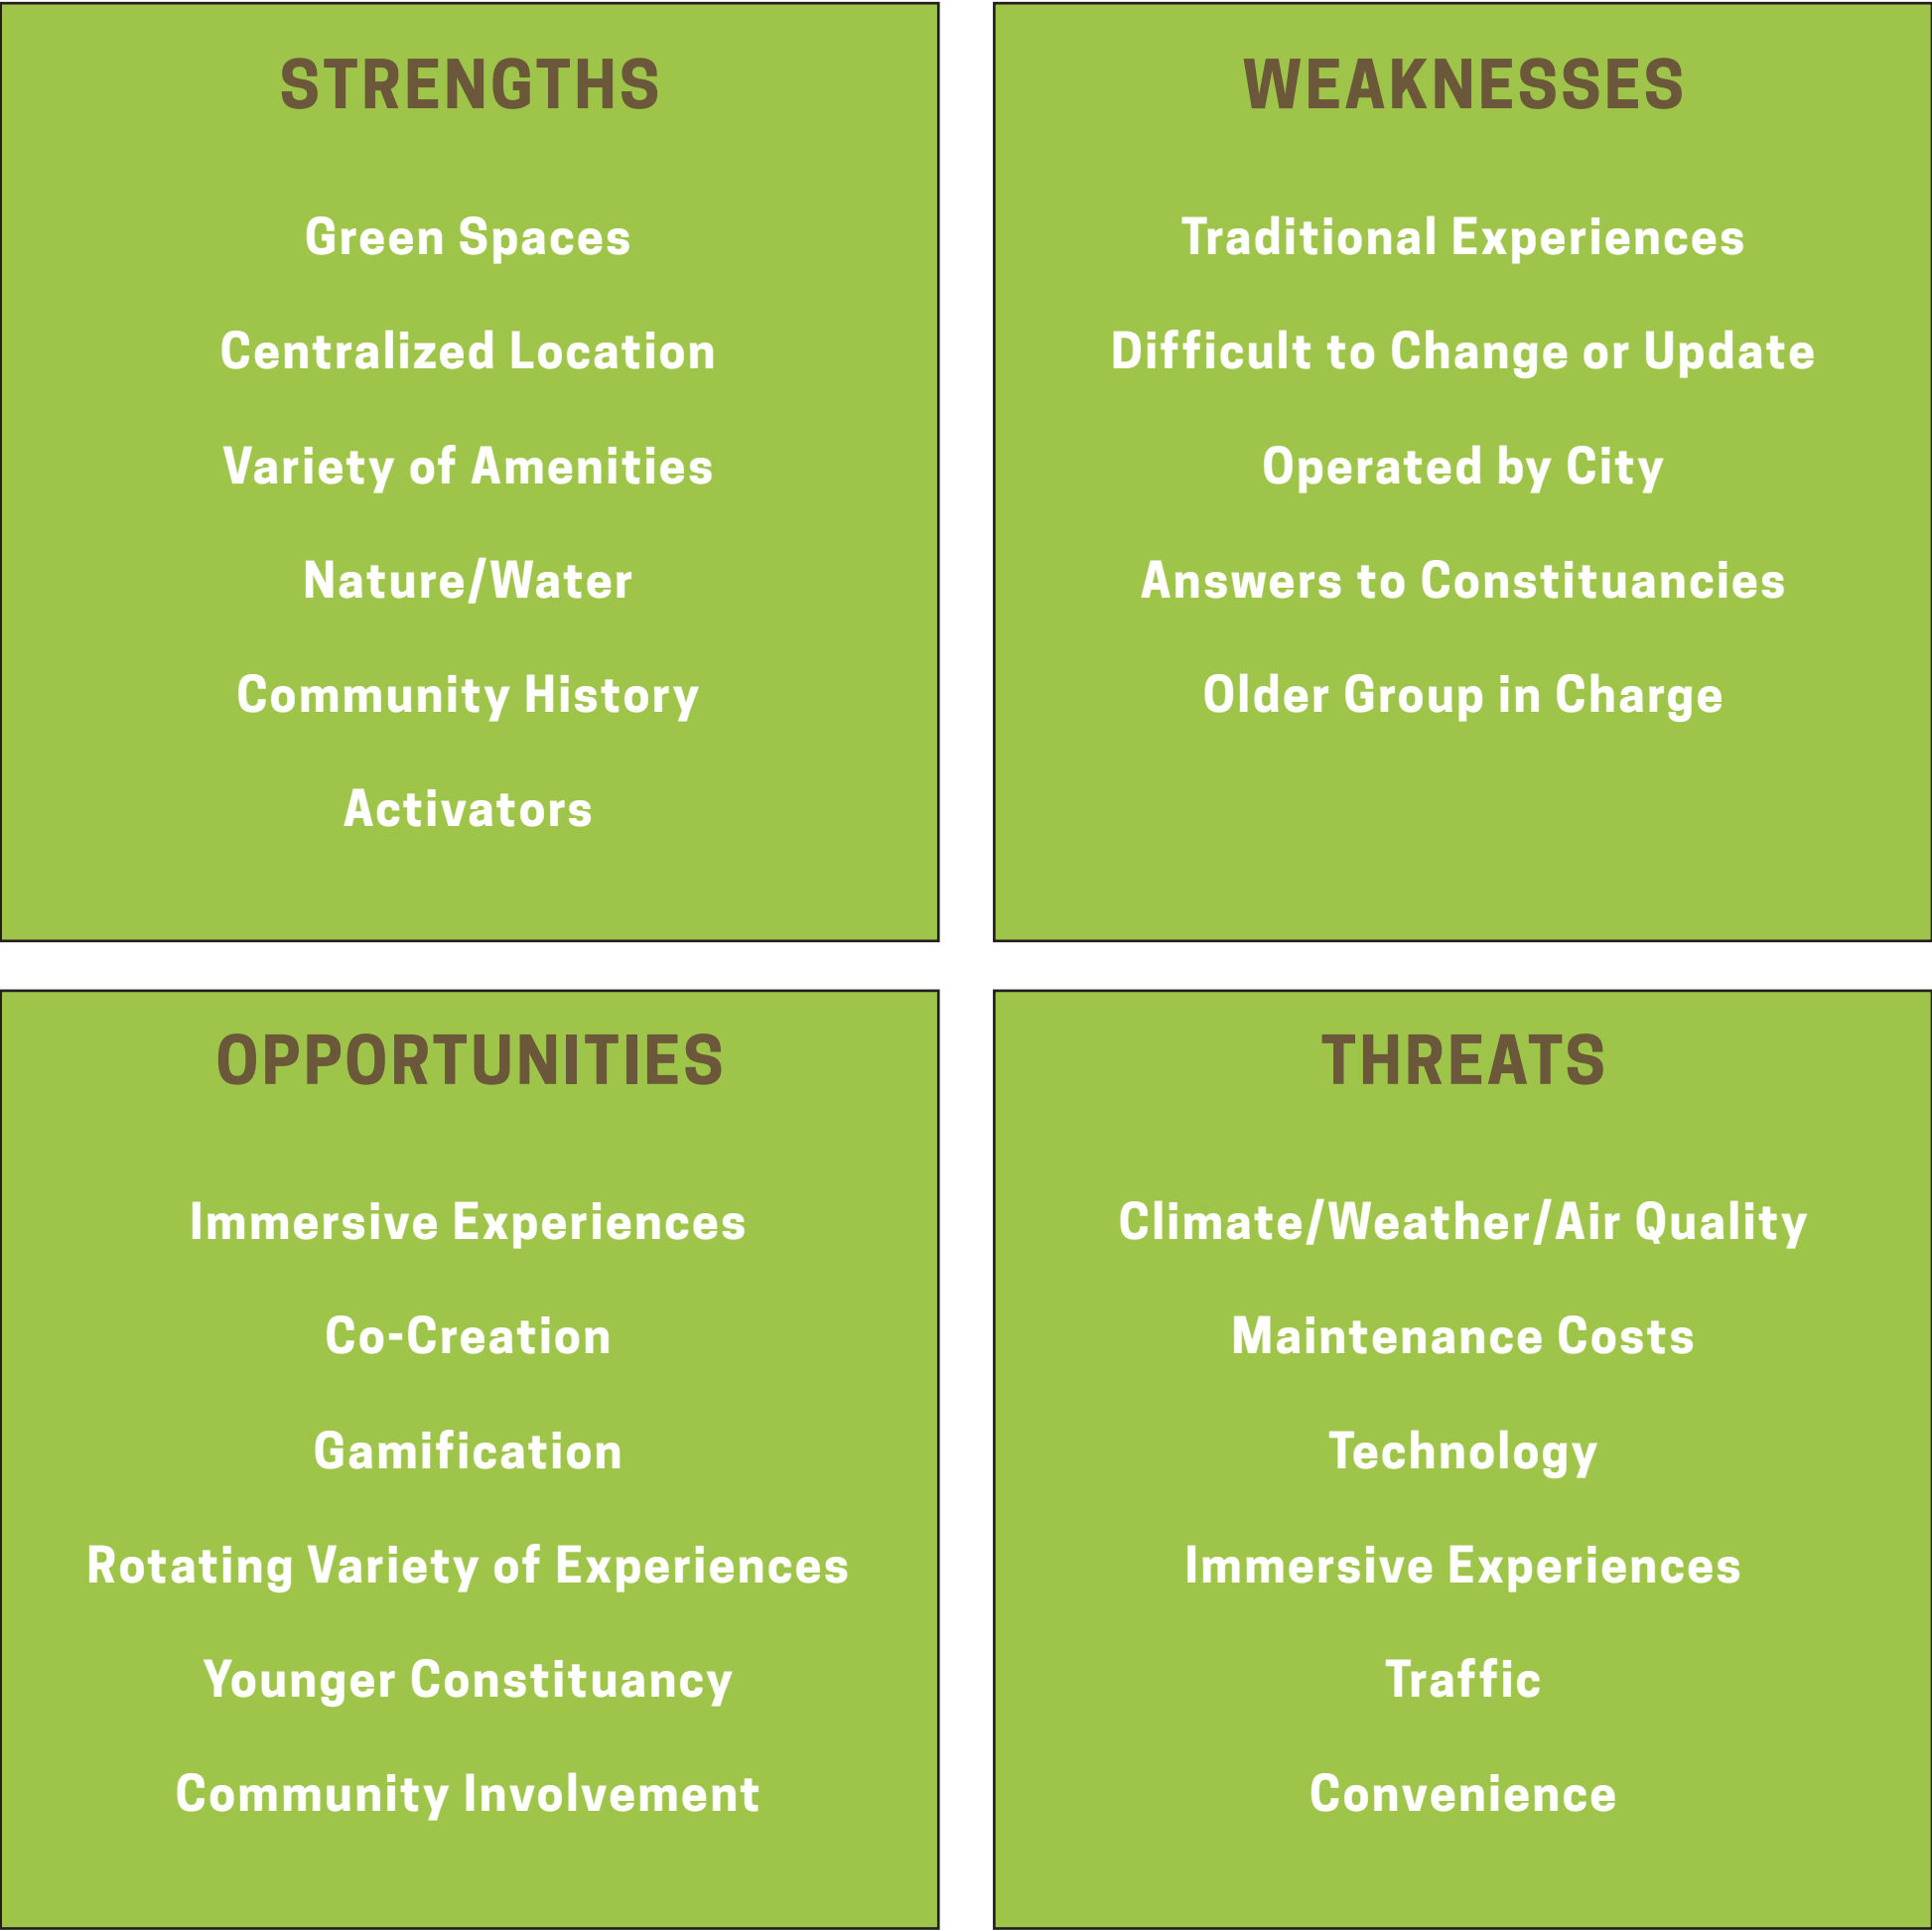 STRENGTHS
Green Spaces
Centralized Location
Variety of Amenities
Nature/Water
Community History
Activators
WEAKNESSES
Traditional Experiences
Difficult to Change or Update
Operated by City
Answers to Constituancies
Older Group in Charge
OPPORTUNITIES
Immersive Experiences
Co-Creation
Gamification
Rotating Variety of Experiences
Younger Constituancy
Community Involvement
THREATS
Climate/Weather/Air Quality
Maintenance Costs
Technology
Immersive Experiences
Traffic
Convenience